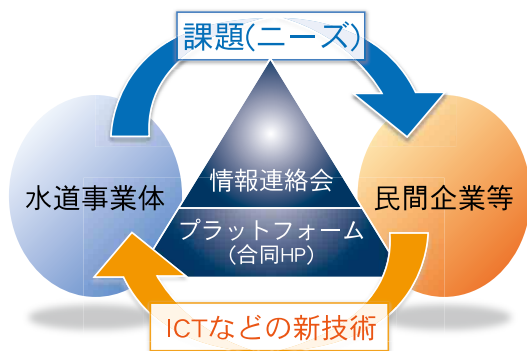 課題(ニーズ)
情報連絡会
水道事業体
民間企業等
プラットフォーム
(合同HP)
ICTなどの新技術